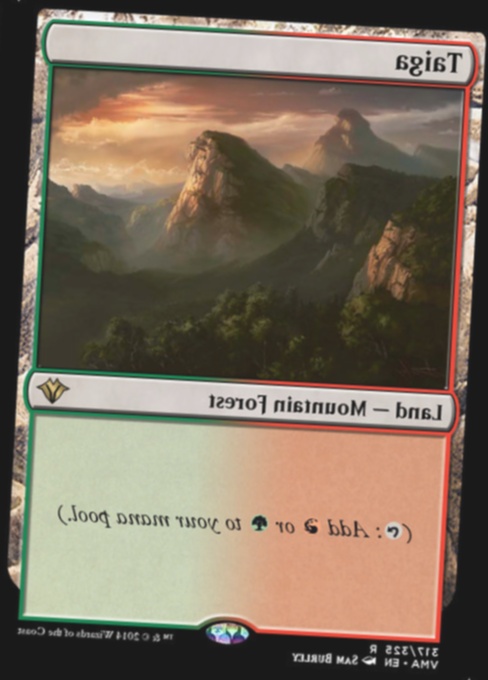 Taiga
Land — Mountain Forest
(: Add or to your mana pool.)
317/325 R
VMA • EN SAM BURLEY
™ & © 2014 Wizards of the Coast